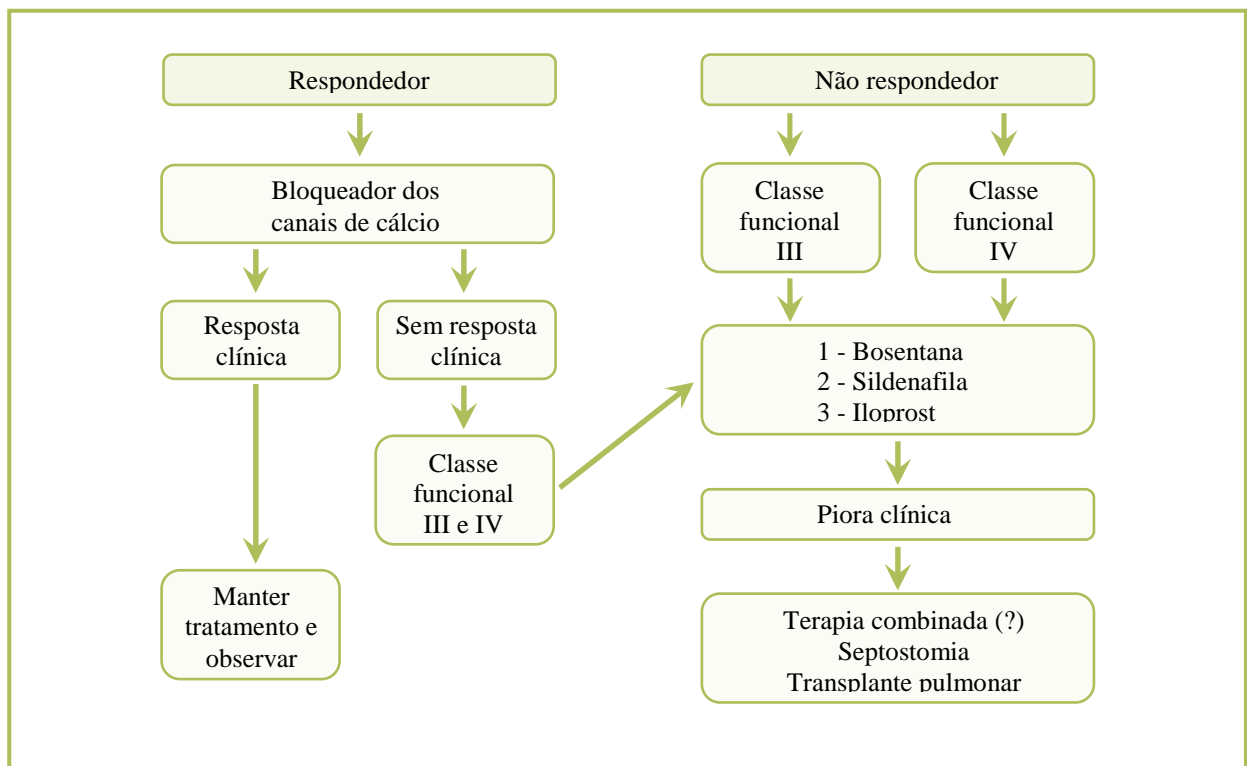 Respondedor
Bloqueador dos
canais de cálcio
Resposta
clínica
Sem resposta
clínica
Classe
funcional
III e IV
Manter
tratamento e
observar
Não respondedor
Classe
funcional
III
Classe
funcional
IV
1 - Bosentana
2 - Sildenafila
3 - Iloprost
Piora clínica
Terapia combinada (?)
Septostomia
Transplante pulmonar